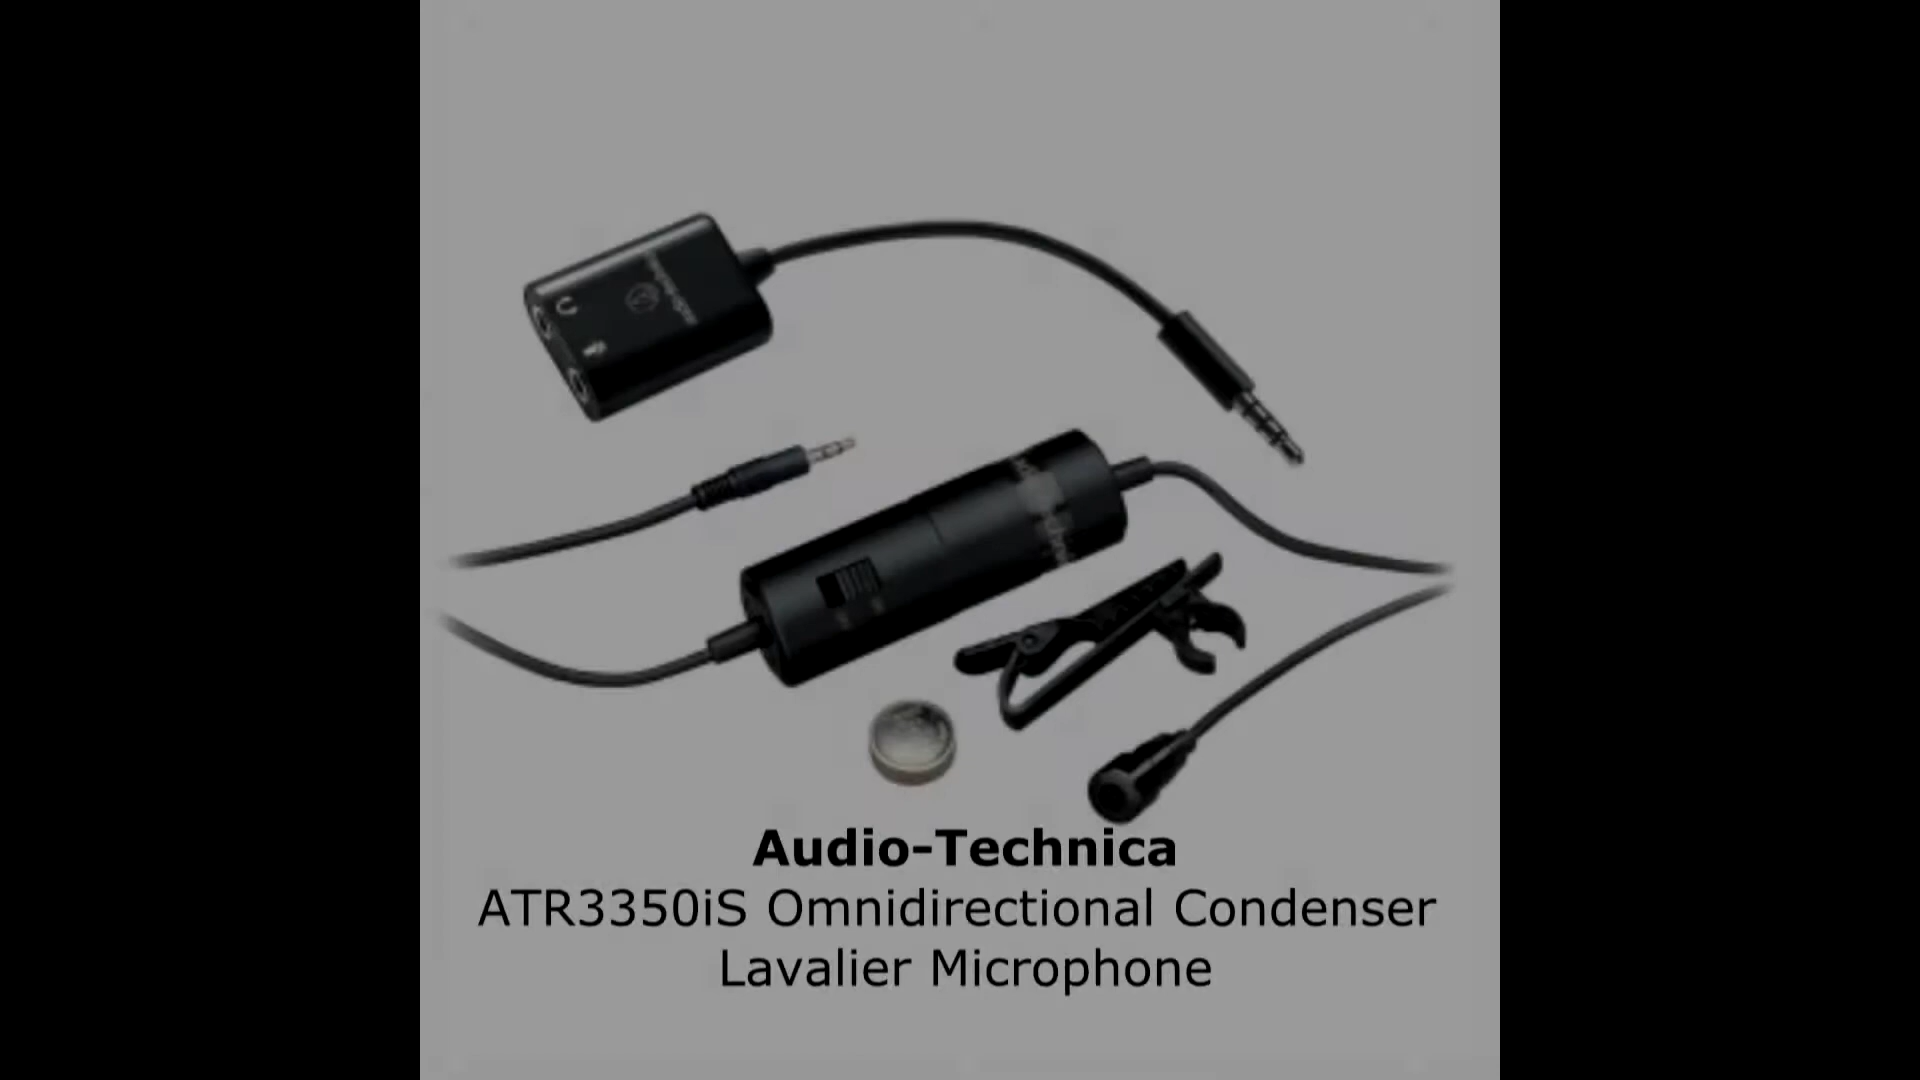 Audio-Technica
ATR3350iS Omnidirectional Condenser
Lavalier Microphone